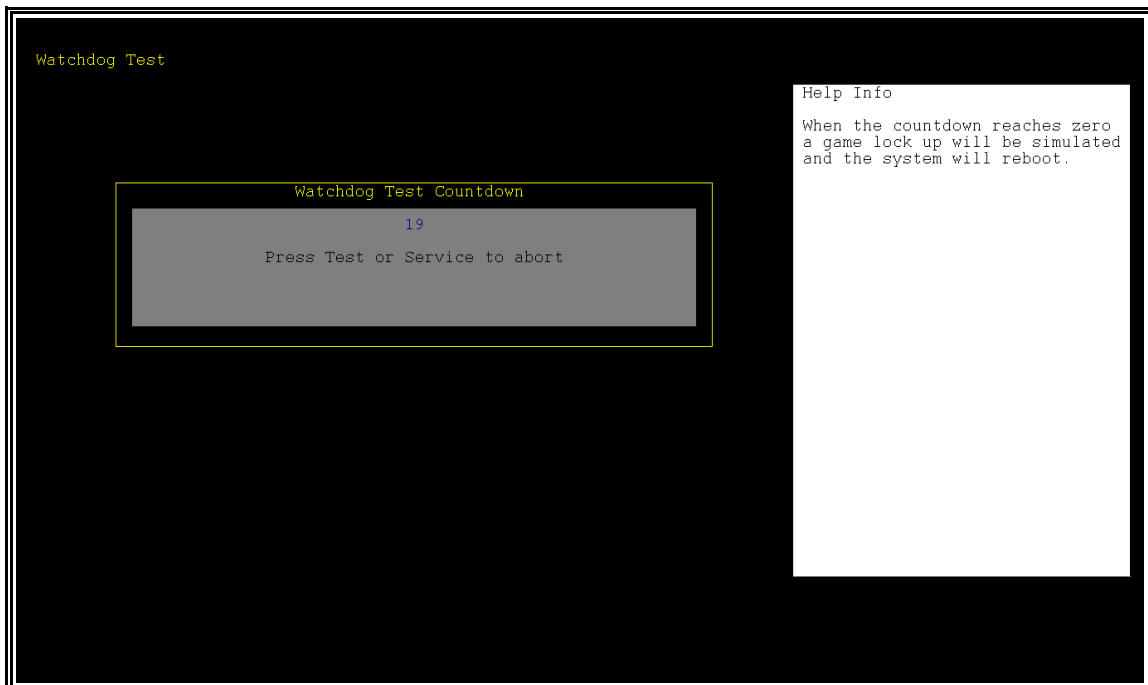 Watchdog Test
Help Info
When the countdown reaches zero
a game lock up will be simulated
and the system will reboot.
Watchdog Test Countdown
19
Press Test or Service to abort